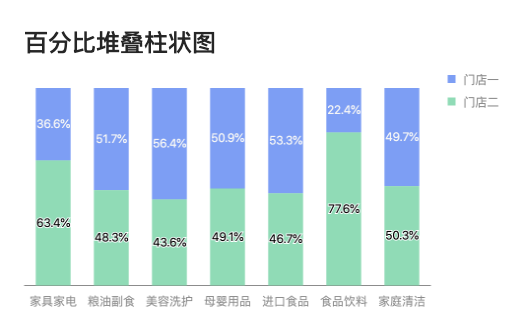 百分比堆叠柱状图
门店一
门店二
36.6% 51.7% 56.4% 50.9% 53.3% 22.4% 49.7%
63.4% 48.3% 43.6% 49.1% 46.7% 77.6% 50.3%
家具家电 粮油副食 美容洗护 母婴用品 进口食品 食品饮料 家庭清洁